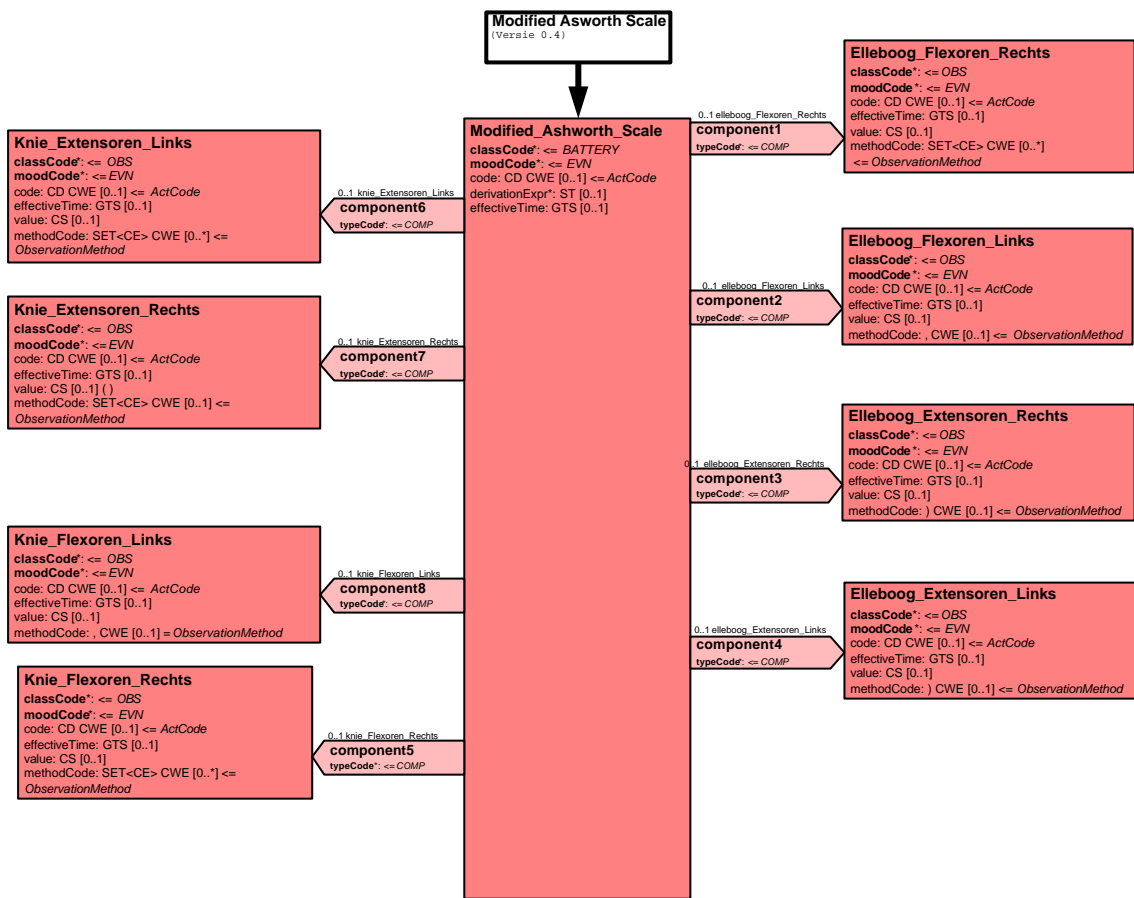 Modified Asworth Scale
(Versie 0.4)
Modified_Ashworth_Scale
classCode*: <= BATTERY
moodCode*: <= EVN
code: CD CWE [0..1] <= ActCode
derivationExpr*: ST [0..1]
effectiveTime: GTS [0..1]
0..1 elleboog_Flexoren_Rechts
component1
typeCode*: <= COMP
Elleboog_Flexoren_Rechts
classCode*: <= OBS
moodCode*: <= EVN
code: CD CWE [0..1] <= ActCode
effectiveTime: GTS [0..1]
value: CS [0..1]
methodCode: SET<CE> CWE [0..*]
<= ObservationMethod
0..1 elleboog_Flexoren_Links
component2
typeCode*: <= COMP
Elleboog_Flexoren_Links
classCode*: <= OBS
moodCode*: <= EVN
code: CD CWE [0..1] <= ActCode
effectiveTime: GTS [0..1]
value: CS [0..1]
methodCode: , CWE [0..1] <= ObservationMethod
0..1 elleboog_Extensoren_Rechts
component3
typeCode*: <= COMP
Elleboog_Extensoren_Rechts
classCode*: <= OBS
moodCode*: <= EVN
code: CD CWE [0..1] <= ActCode
effectiveTime: GTS [0..1]
value: CS [0..1]
methodCode: ) CWE [0..1] <= ObservationMethod
0..1 elleboog_Extensoren_Links
component4
typeCode*: <= COMP
Elleboog_Extensoren_Links
classCode*: <= OBS
moodCode*: <= EVN
code: CD CWE [0..1] <= ActCode
effectiveTime: GTS [0..1]
value: CS [0..1]
methodCode: ) CWE [0..1] <= ObservationMethod
Knie_Extensoren_Links
classCode*: <= OBS
moodCode*: <= EVN
code: CD CWE [0..1] <= ActCode
effectiveTime: GTS [0..1]
value: CS [0..1]
methodCode: SET<CE> CWE [0..*] <=
ObservationMethod
0..1 knie_Extensoren_Links
component6
typeCode*: <= COMP
Knie_Extensoren_Rechts
classCode*: <= OBS
moodCode*: <= EVN
code: CD CWE [0..1] <= ActCode
effectiveTime: GTS [0..1]
value: CS [0..1] ( )
methodCode: SET<CE> CWE [0..1] <=
ObservationMethod
0..1 knie_Extensoren_Rechts
component7
typeCode*: <= COMP
Knie_Flexoren_Links
classCode*: <= OBS
moodCode*: <= EVN
code: CD CWE [0..1] <= ActCode
effectiveTime: GTS [0..1]
value: CS [0..1]
methodCode: , CWE [0..1] = ObservationMethod
0..1 knie_Flexoren_Links
component8
typeCode*: <= COMP
Knie_Flexoren_Rechts
classCode*: <= OBS
moodCode*: <= EVN
code: CD CWE [0..1] <= ActCode
effectiveTime: GTS [0..1]
value: CS [0..1]
methodCode: SET<CE> CWE [0..*] <=
ObservationMethod
0..1 knie_Flexoren_Rechts
component5
typeCode*: <= COMP